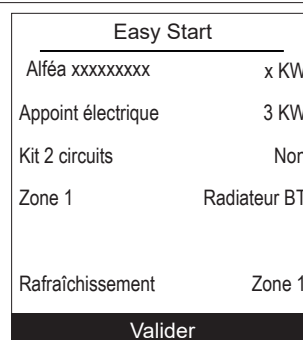 Easy Start
Alféa xxxxxxxxx x KW
Appoint électrique 3 KW
Kit 2 circuits Non
Zone 1 Radiateur BT
Rafraîchissement Zone 1
Valider